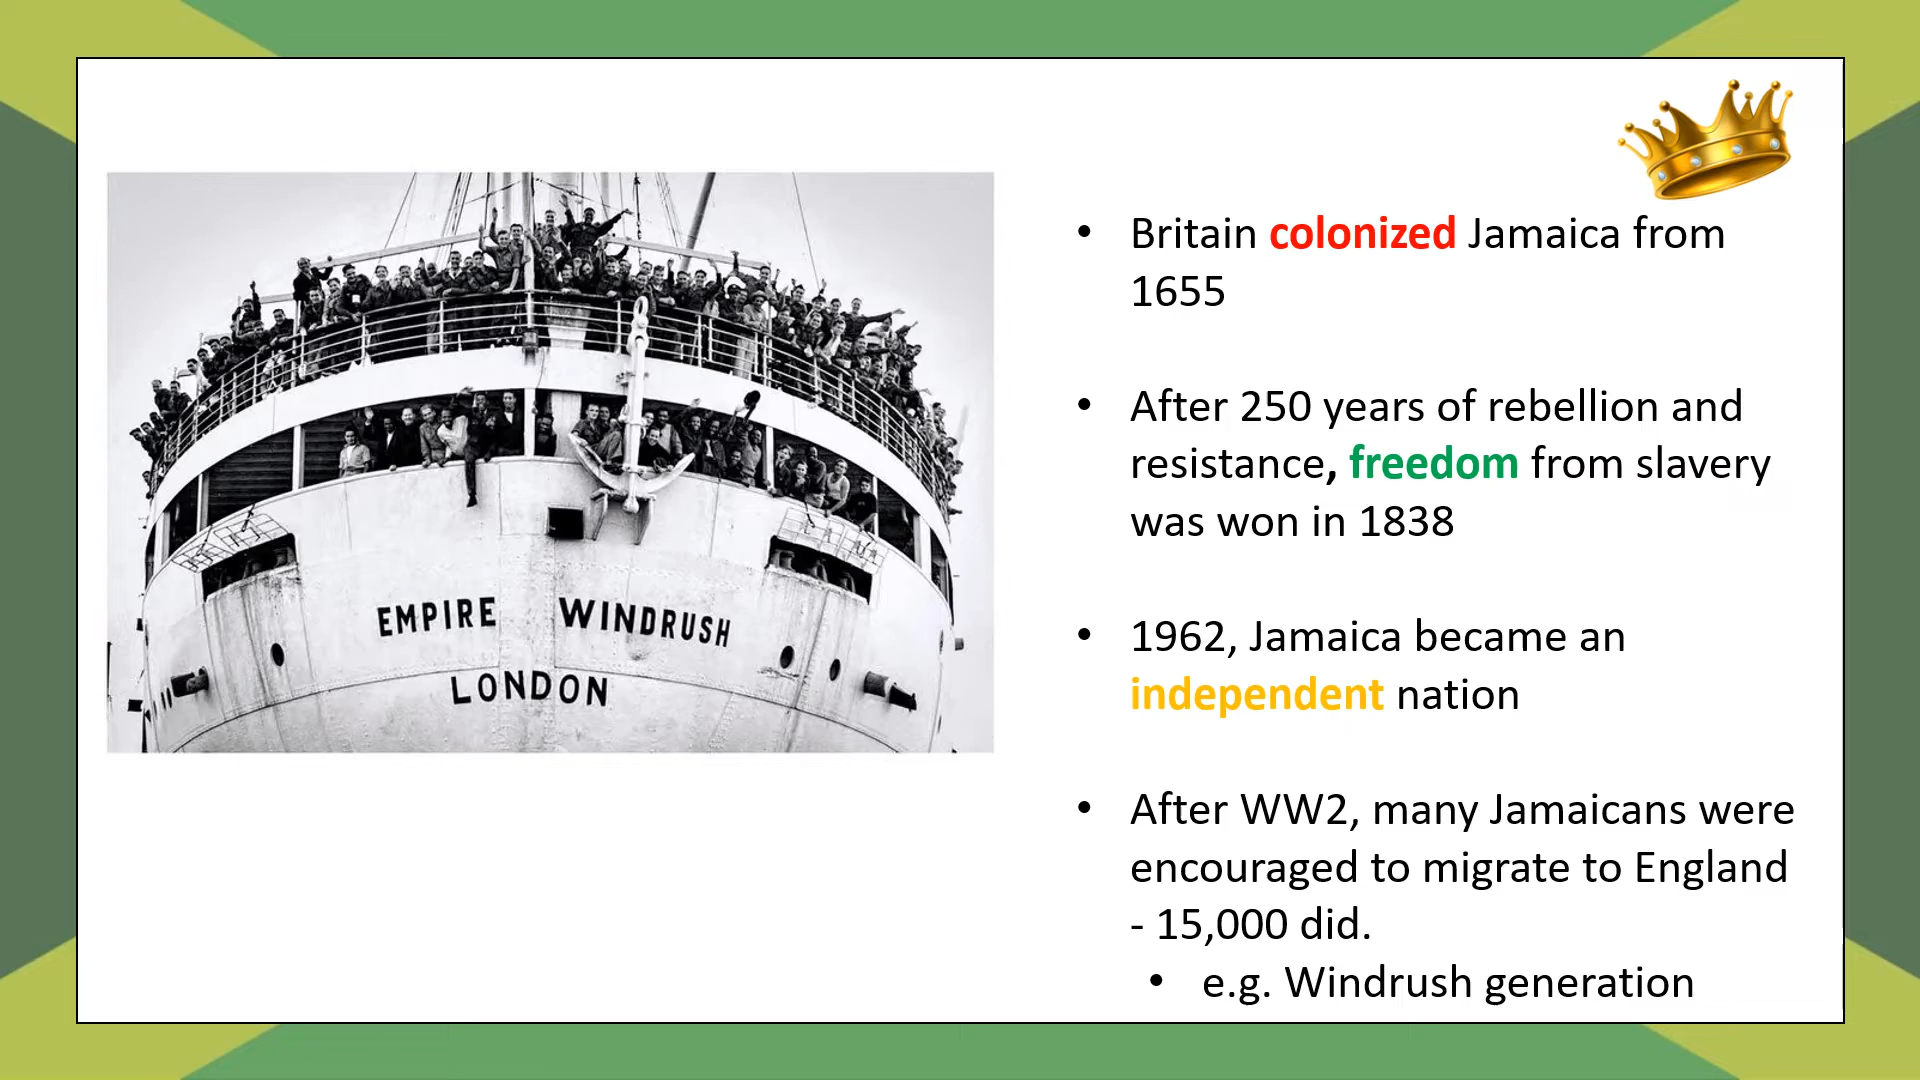 EMPIRE WINDRUSH
LONDON
• Britain colonized Jamaica from
1655
• After 250 years of rebellion and
resistance, freedom from slavery
was won in 1838
• 1962, Jamaica became an
independent nation
• After WW2, many Jamaicans were
encouraged to migrate to England
- 15,000 did.
• e.g. Windrush generation